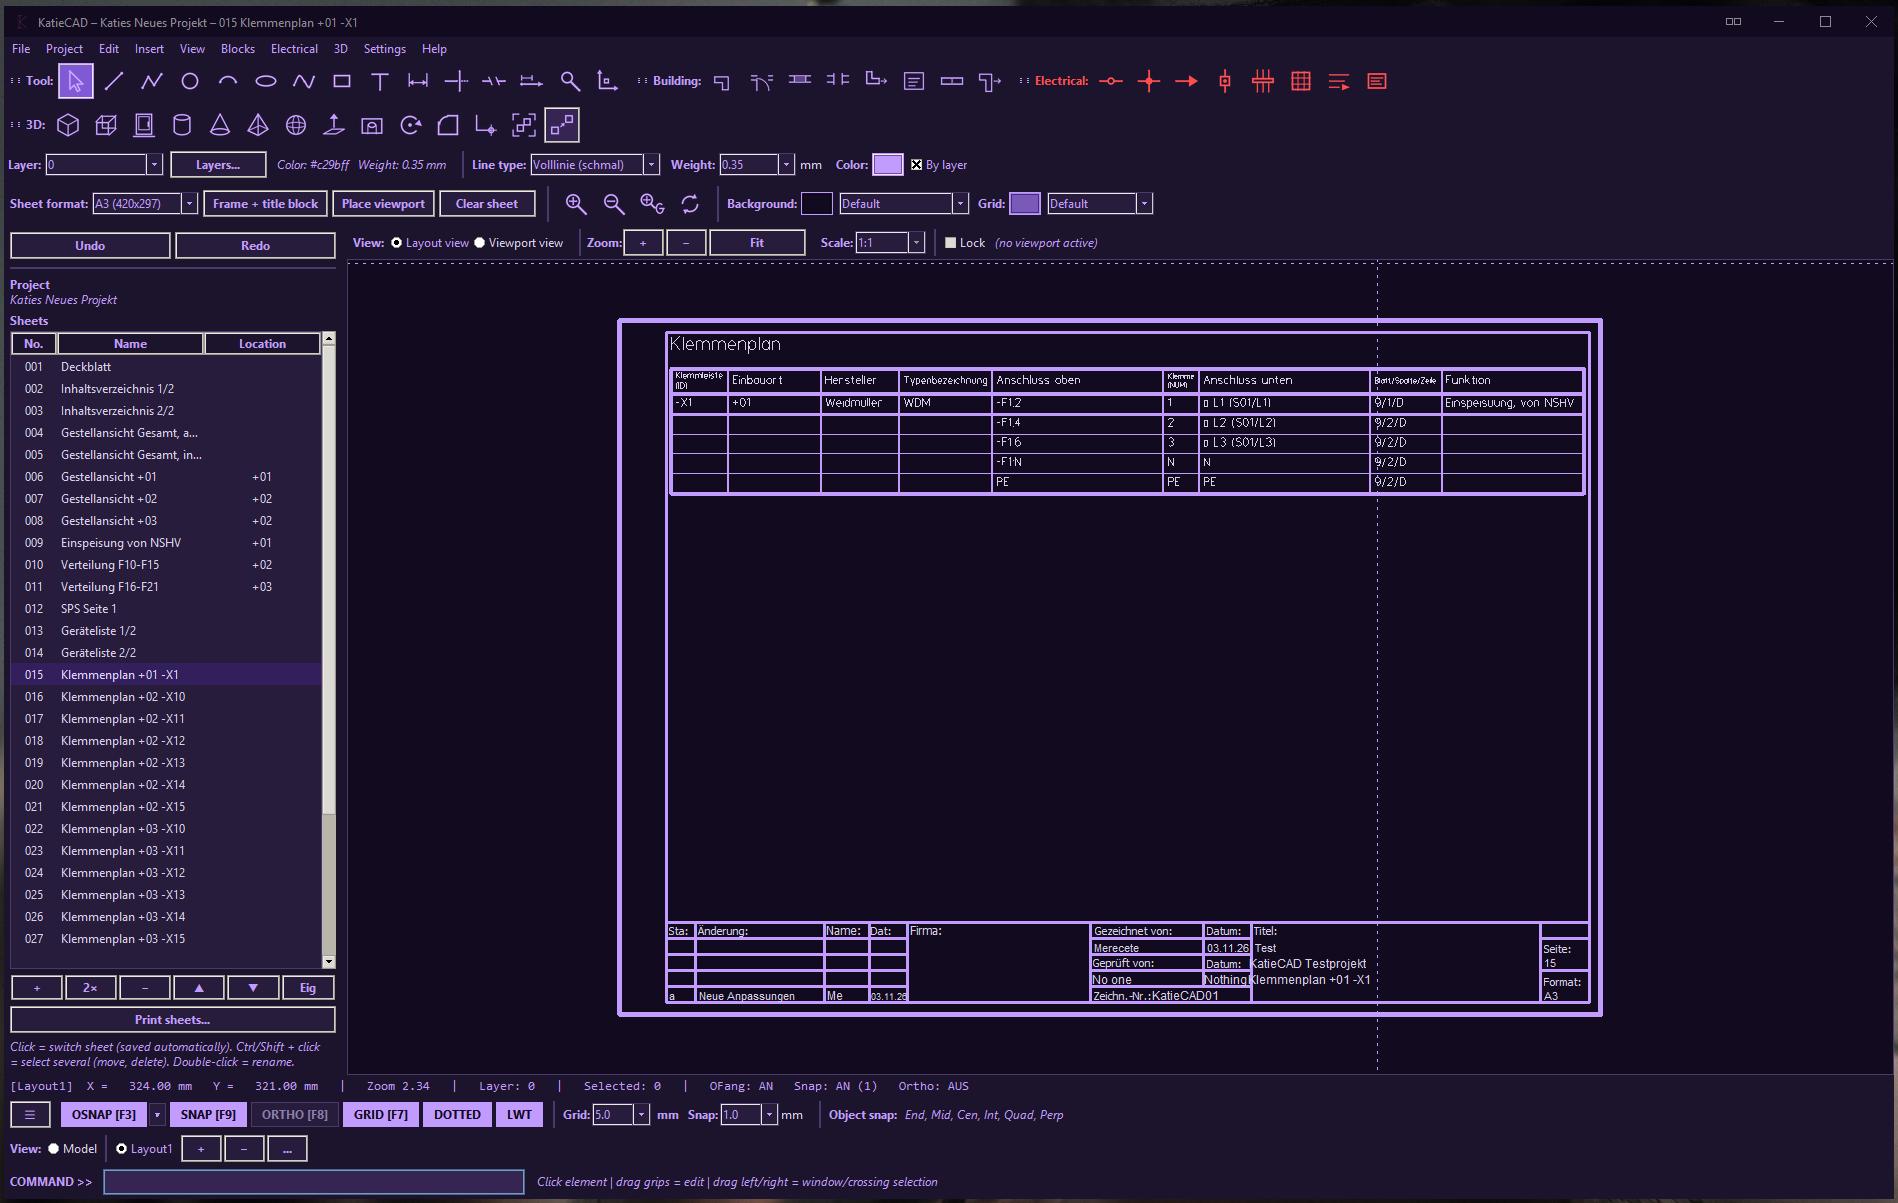 KatieCAD – Katies Neues Projekt – 015 Klemmenplan +01 -X1
File Project Edit Insert View Blocks Electrical 3D Settings Help
Tool: Building: Electrical:
3D:
Layer: 0 Layers... Color: #c29bff Weight: 0.35 mm Line type: Volllinie (schmal) Weight: 0.35 mm Color: By layer
Sheet format: A3 (420x297) Frame + title block Place viewport Clear sheet Background: Default Grid: Default
Undo Redo View: Layout view Viewport view Zoom: + – Fit Scale: 1:1 Lock (no viewport active)
Project
Katies Neues Projekt
Sheets
No. Name Location
001 Deckblatt
002 Inhaltsverzeichnis 1/2
003 Inhaltsverzeichnis 2/2
004 Gestellansicht Gesamt, a...
005 Gestellansicht Gesamt, in...
006 Gestellansicht +01 +01
007 Gestellansicht +02 +02
008 Gestellansicht +03 +02
009 Einspeisung von NSHV +01
010 Verteilung F10-F15 +02
011 Verteilung F16-F21 +03
012 SPS Seite 1
013 Geräteliste 1/2
014 Geräteliste 2/2
015 Klemmenplan +01 -X1
016 Klemmenplan +02 -X10
017 Klemmenplan +02 -X11
018 Klemmenplan +02 -X12
019 Klemmenplan +02 -X13
020 Klemmenplan +02 -X14
021 Klemmenplan +02 -X15
022 Klemmenplan +03 -X10
023 Klemmenplan +03 -X11
024 Klemmenplan +03 -X12
025 Klemmenplan +03 -X13
026 Klemmenplan +03 -X14
027 Klemmenplan +03 -X15
+ 2× – ▲ ▼ Eig
Print sheets...
Click = switch sheet (saved automatically). Ctrl/Shift + click
= select several (move, delete). Double-click = rename.
Klemmenplan
Klemmleiste (ID) Einbauort Hersteller Typenbezeichnung Anschluss oben Klemme (NUM) Anschluss unten Blatt/Spalte/Zeile Funktion
-X1 +01 Weidmüller WDM -F1.2 1 ▯ L1 (S01/L1) 9/1/D Einspeisuung, von NSHV
-F1.4 2 ▯ L2 (S01/L2) 9/2/D
-F1.6 3 ▯ L3 (S01/L3) 9/2/D
-F1.N N N 9/2/D
PE PE PE 9/2/D
Sta: Änderung: Name: Dat: Firma: Gezeichnet von: Datum: Titel:
Merecete 03.11.26 Test
Seite:
Geprüft von: Datum: KatieCAD Testprojekt 15
No one Nothing Klemmenplan +01 -X1
Format:
a Neue Anpassungen Me 03.11.26 Zeichn.-Nr.: KatieCAD01 A3
[Layout1] X = 324.00 mm Y = 321.00 mm | Zoom 2.34 | Layer: 0 | Selected: 0 | OFang: AN Snap: AN (1) Ortho: AUS
☰ OSNAP [F3] SNAP [F9] ORTHO [F8] GRID [F7] DOTTED LWT Grid: 5.0 mm Snap: 1.0 mm Object snap: End, Mid, Cen, Int, Quad, Perp
View: Model Layout1 + – ...
COMMAND >> Click element | drag grips = edit | drag left/right = window/crossing selection